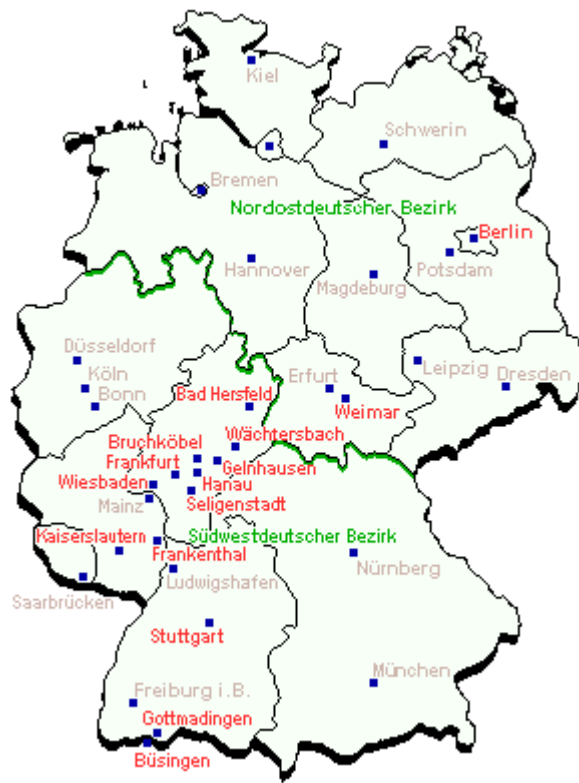 Kiel
Schwerin
Bremen
Nordostdeutscher Bezirk
Berlin
Hannover
Potsdam
Magdeburg
Düsseldorf
Köln
Bonn
Erfurt
Leipzig
Dresden
Bad Hersfeld
Weimar
Bruchköbel
Wächtersbach
Frankfurt
Gelnhausen
Wiesbaden
Hanau
Mainz
Seligenstadt
Kaiserslautern
Südwestdeutscher Bezirk
Frankenthal
Nürnberg
Ludwigshafen
Saarbrücken
Stuttgart
München
Freiburg i.B.
Gottmadingen
Büsingen